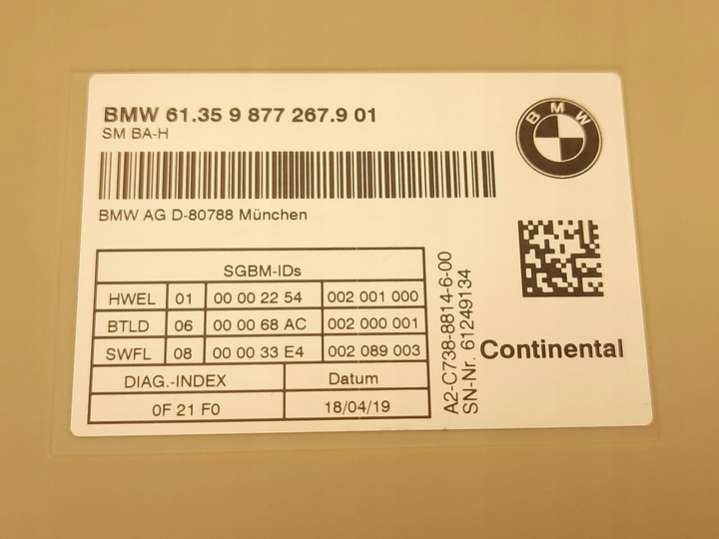 BMW 61.35 9 877 267.9 01
SM BA-H
BMW
BMW AG D-80788 München
SGBM-IDs
HWEL 01 00 00 22 54 002 001 000
BTLD 06 00 00 68 AC 002 000 001
SWFL 08 00 00 33 E4 002 089 003
DIAG.-INDEX Datum
0F 21 F0 18/04/19
A2-C738-8814-6-00
SN-Nr. 61249134
Continental